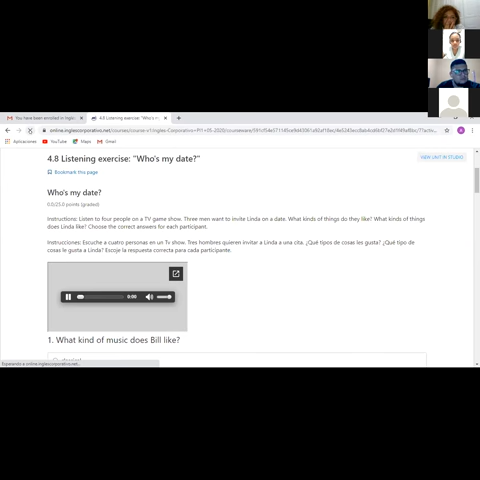 You have been enrolled in Ingles
4.8 Listening exercise: "Who's m
Aplicaciones YouTube Maps Gmail
4.8 Listening exercise: "Who's my date?"
VIEW UNIT IN STUDIO
Bookmark this page
Who's my date?
0.0/25.0 points (graded)
Instructions: Listen to four people on a TV game show. Three men want to invite Linda on a date. What kinds of things do they like? What kinds of
things does Linda like? Choose the correct answers for each participant.
Instrucciones: Escuche a cuatro personas en un Tv show. Tres hombres quieren invitar a Linda a una cita. ¿Qué tipos de cosas les gusta? ¿Qué tipo de
cosas le gusta a Linda? Escoje la respuesta correcta para cada participante.
0:00
1. What kind of music does Bill like?
Esperando a online.inglescorporativo.net...